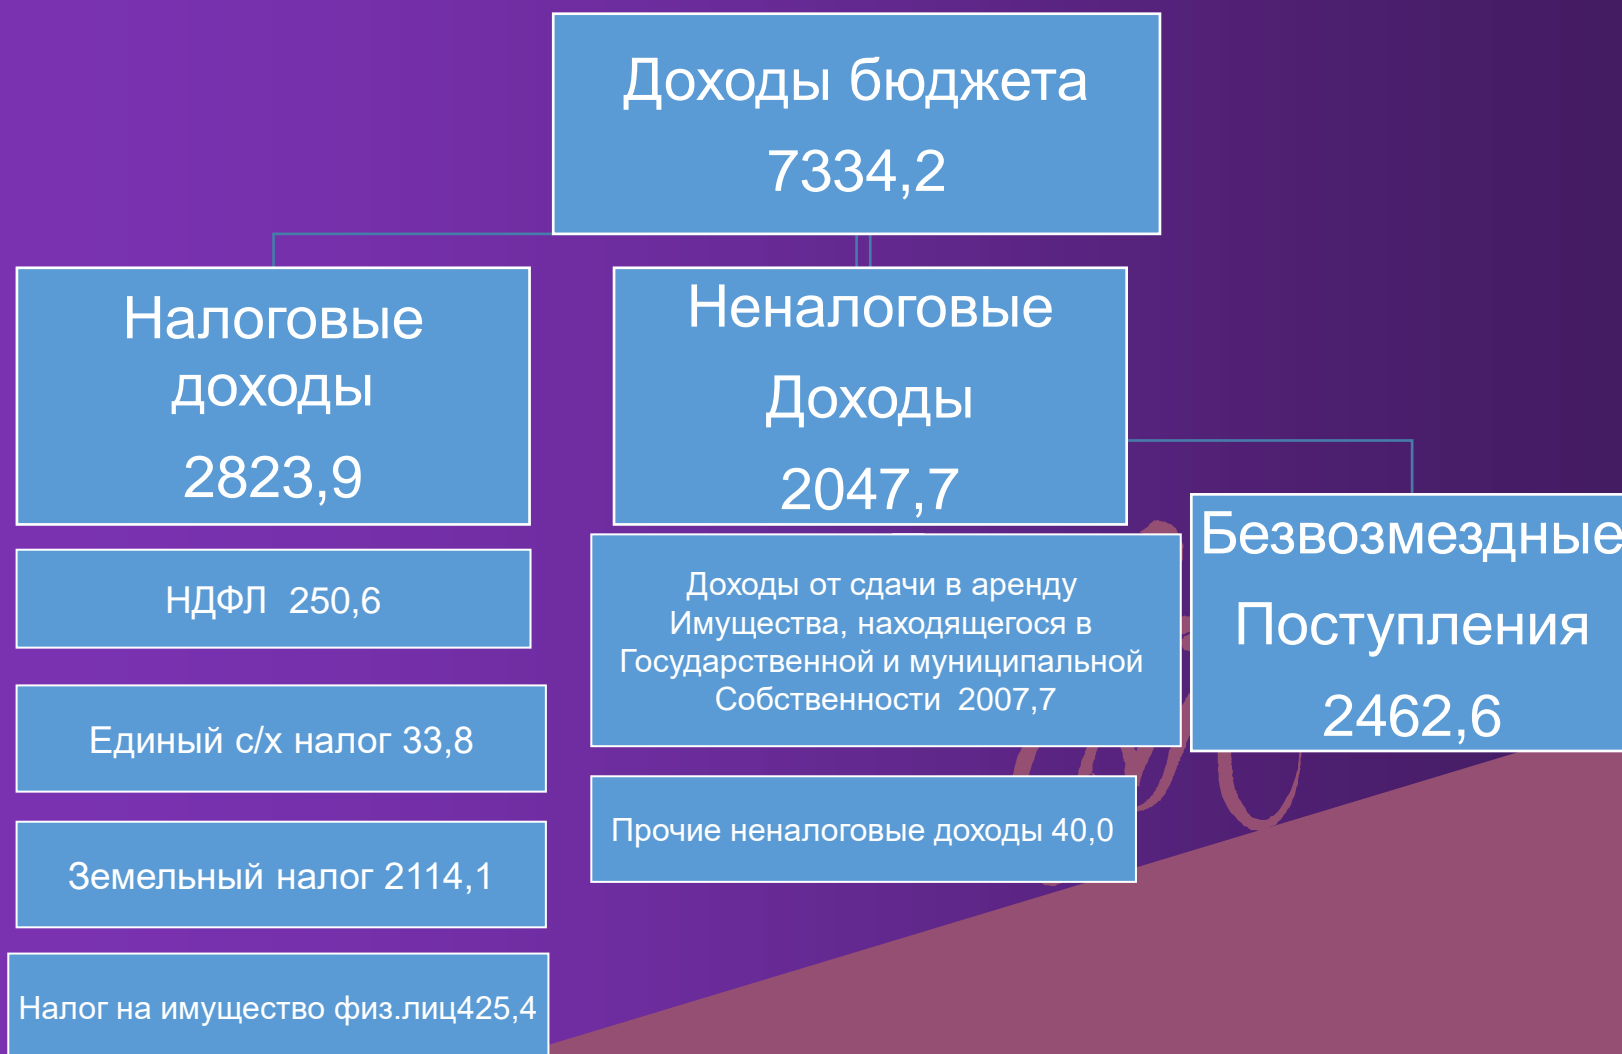 Доходы бюджета
7334,2
Налоговые
доходы
2823,9
НДФЛ  250,6
Единый с/х налог 33,8
Земельный налог 2114,1
Налог на имущество физ.лиц425,4
Неналоговые
Доходы
2047,7
Доходы от сдачи в аренду
Имущества, находящегося в
Государственной и муниципальной
Собственности  2007,7
Прочие неналоговые доходы 40,0
Безвозмездные
Поступления
2462,6